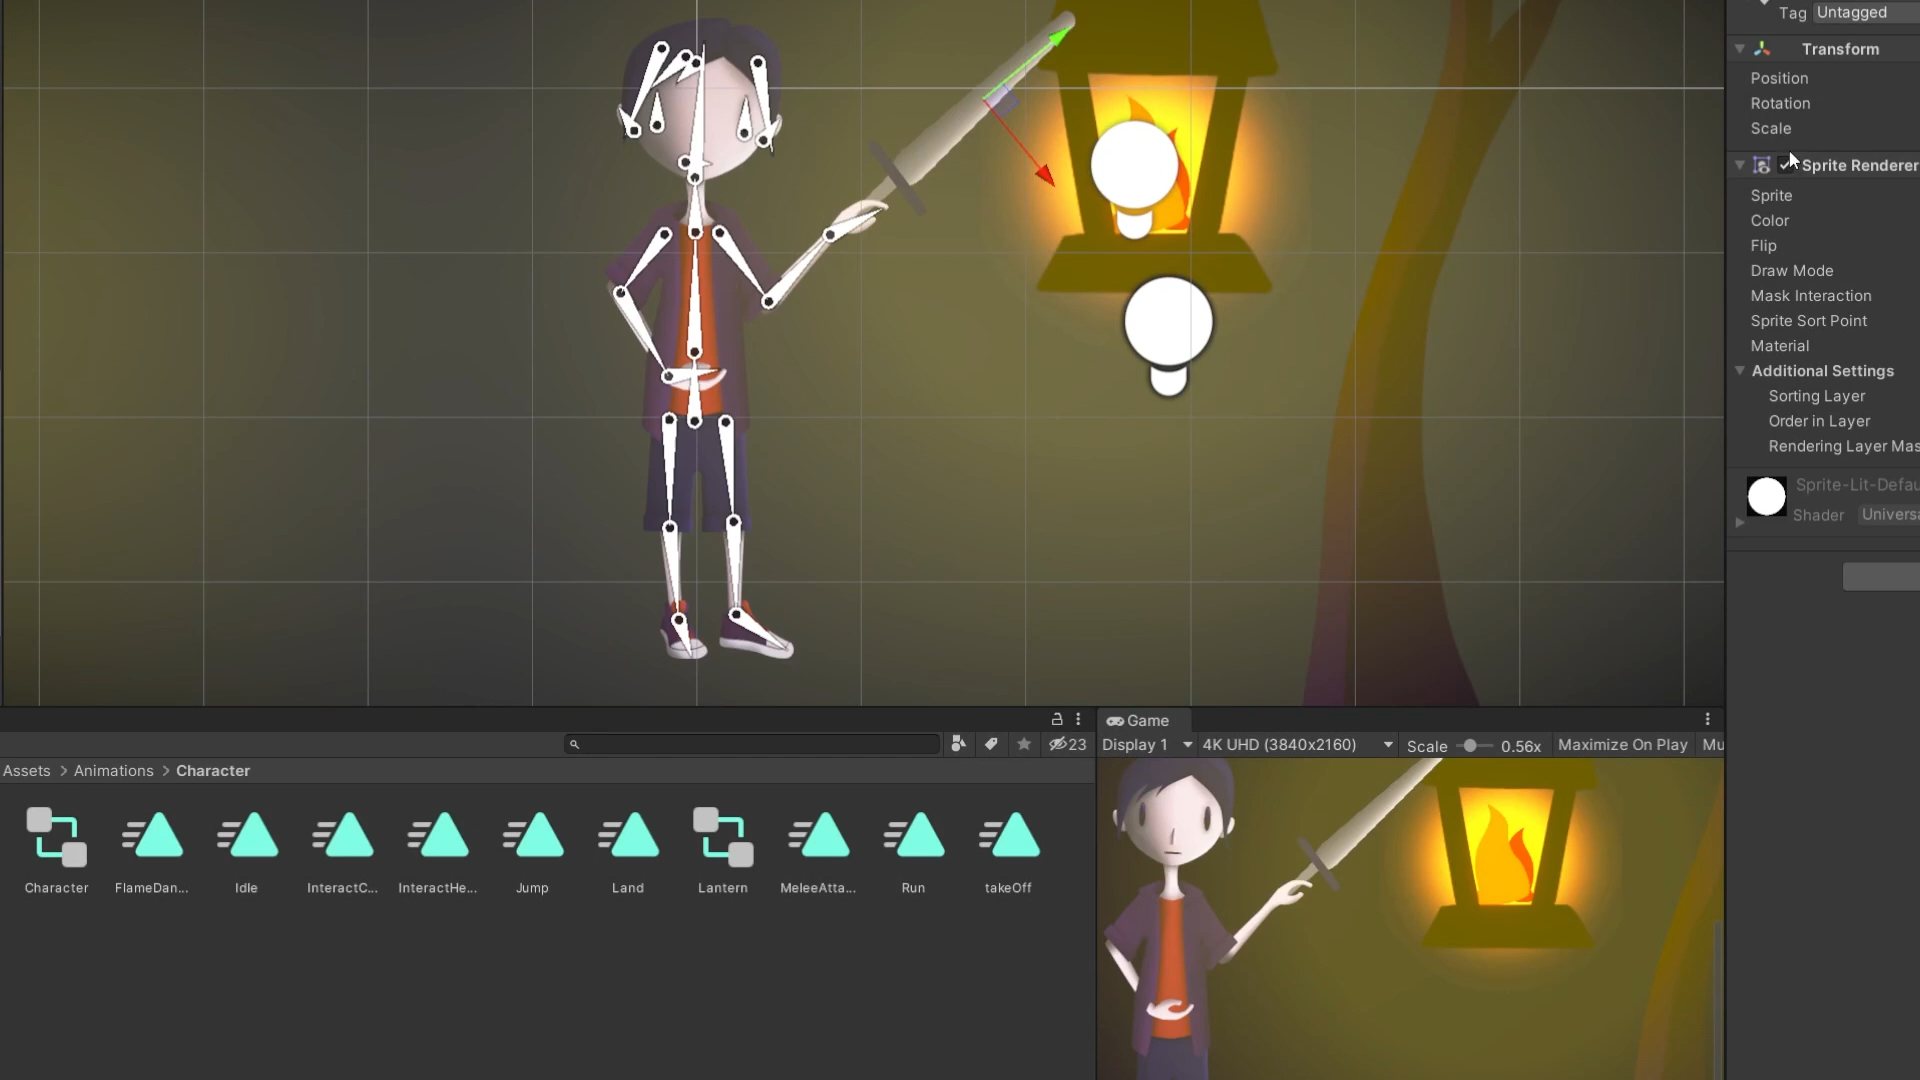 Tag Untagged
Transform
Position
Rotation
Scale
Sprite Renderer
Sprite
Color
Flip
Draw Mode
Mask Interaction
Sprite Sort Point
Material
Additional Settings
Sorting Layer
Order in Layer
Rendering Layer Mas
Sprite-Lit-Defau
Shader Universa
23
Assets > Animations > Character
Character
FlameDan...
Idle
InteractC...
InteractHe...
Jump
Land
Lantern
MeleeAtta...
Run
takeOff
Game
Display 1 4K UHD (3840x2160) Scale 0.56x Maximize On Play Mu